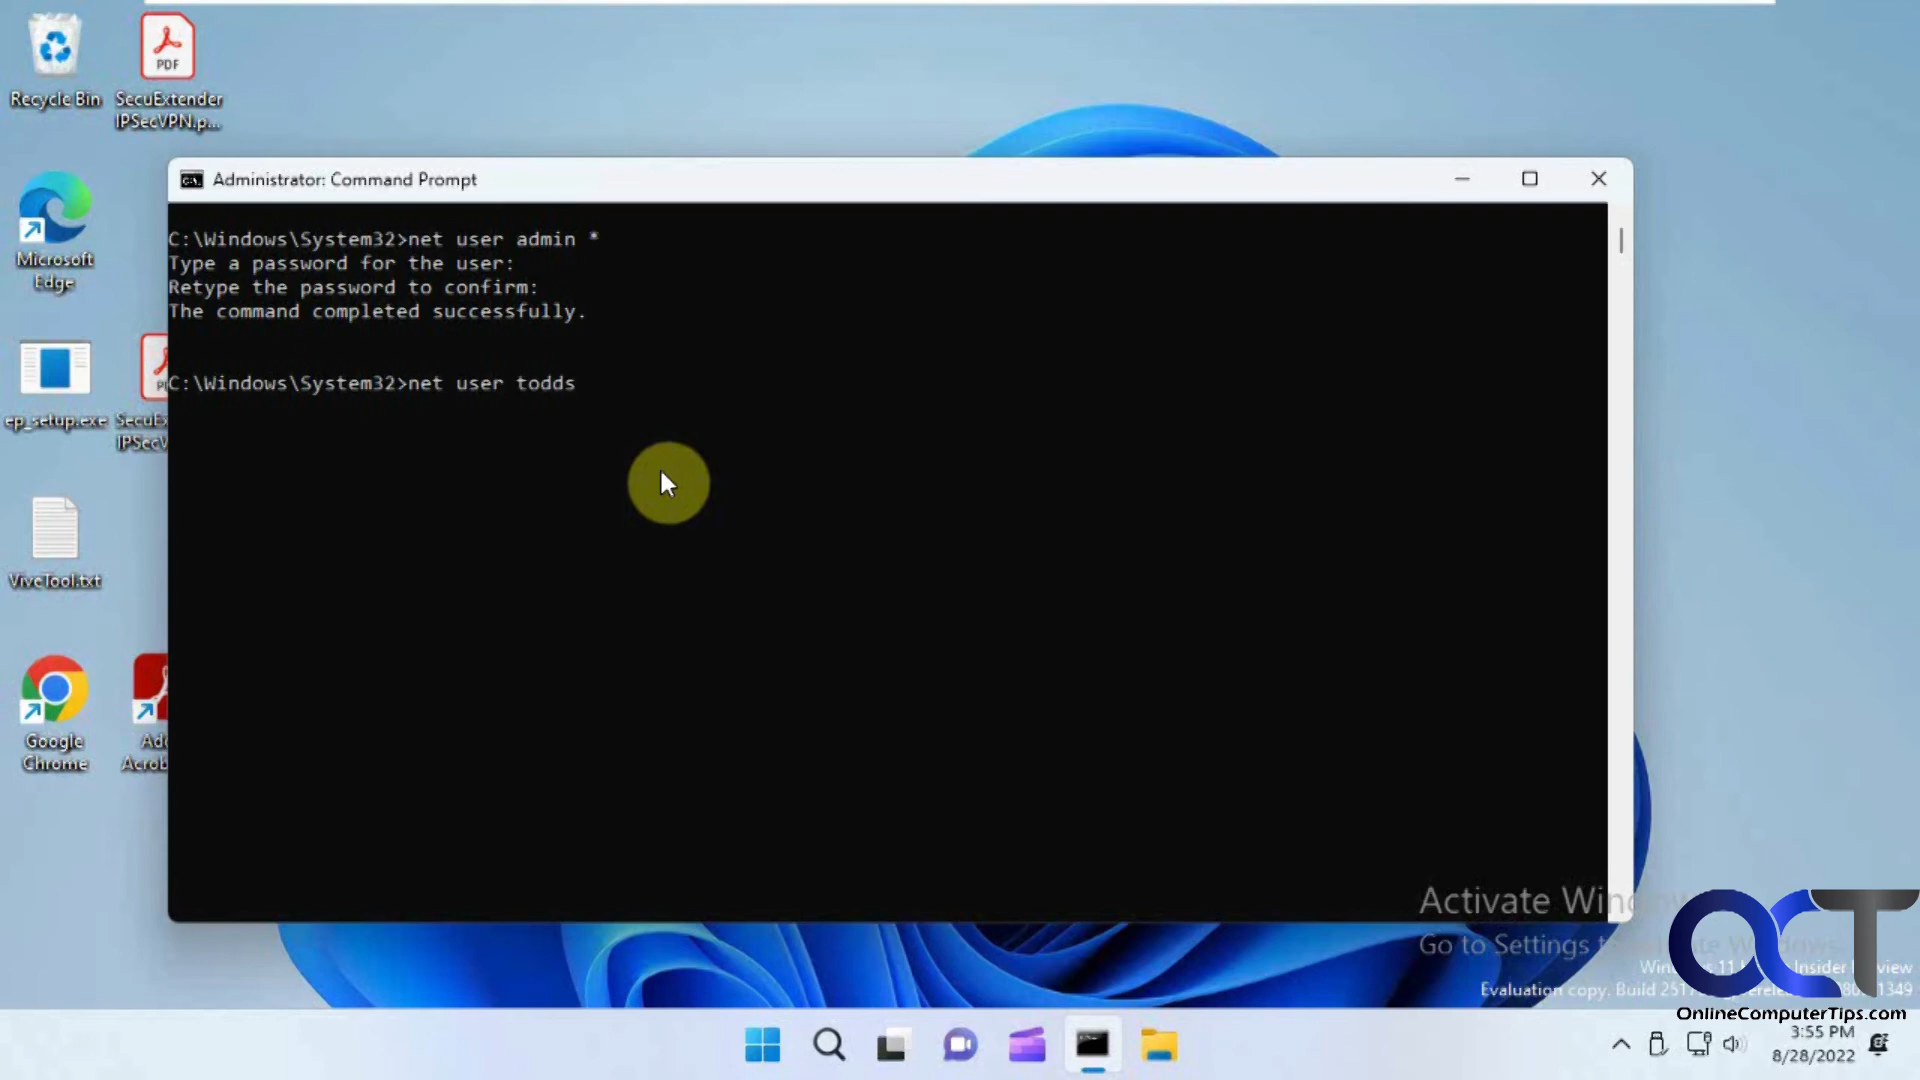 Recycle Bin
PDF
SecuExtender
IPSecVPN.p...
Microsoft
Edge
ep_setup.exe
ViveTool.txt
Google
Chrome
Administrator: Command Prompt
C:\Windows\System32>net user admin *
Type a password for the user:
Retype the password to confirm:
The command completed successfully.
C:\Windows\System32>net user todds
Activate
Go to Settings
Evaluation copy. Build
OCT
OnlineComputerTips.com
3:55 PM
8/28/2022